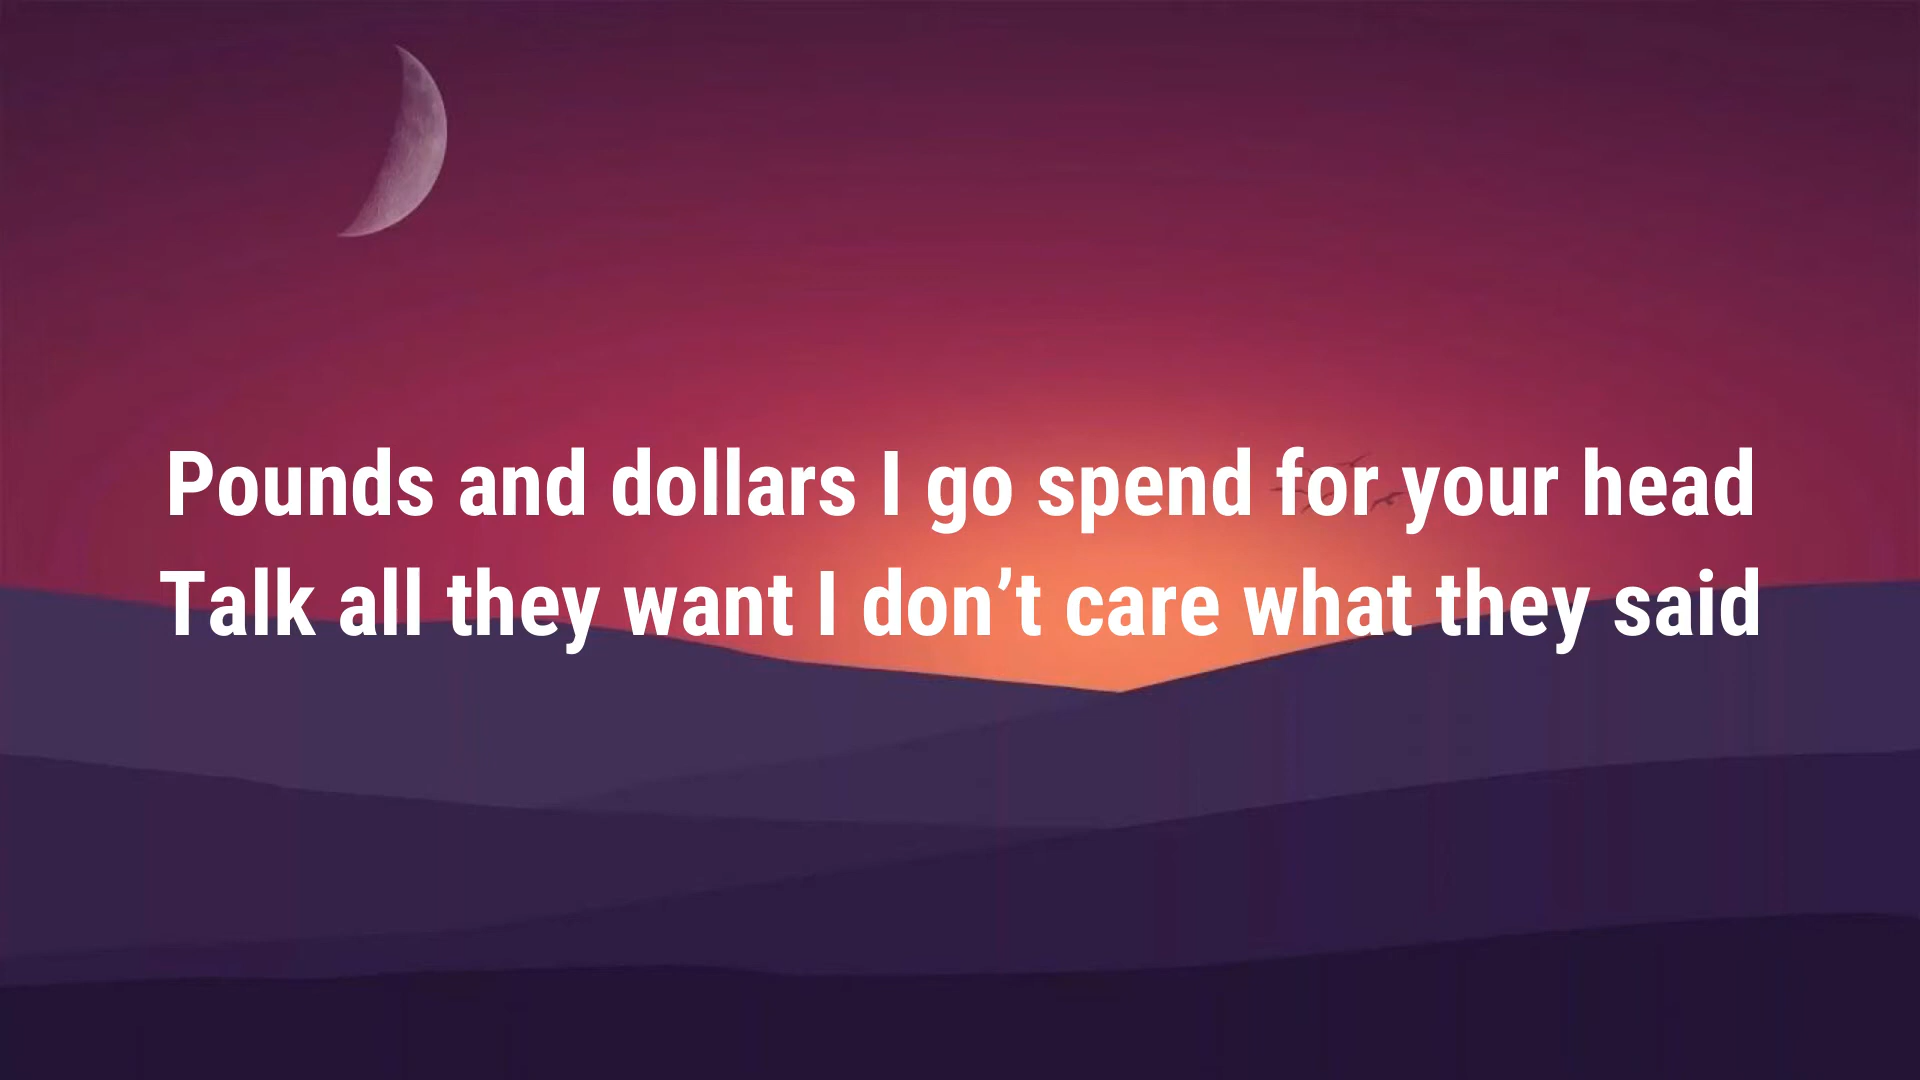 Pounds and dollars I go spend for your head
Talk all they want I don’t care what they said